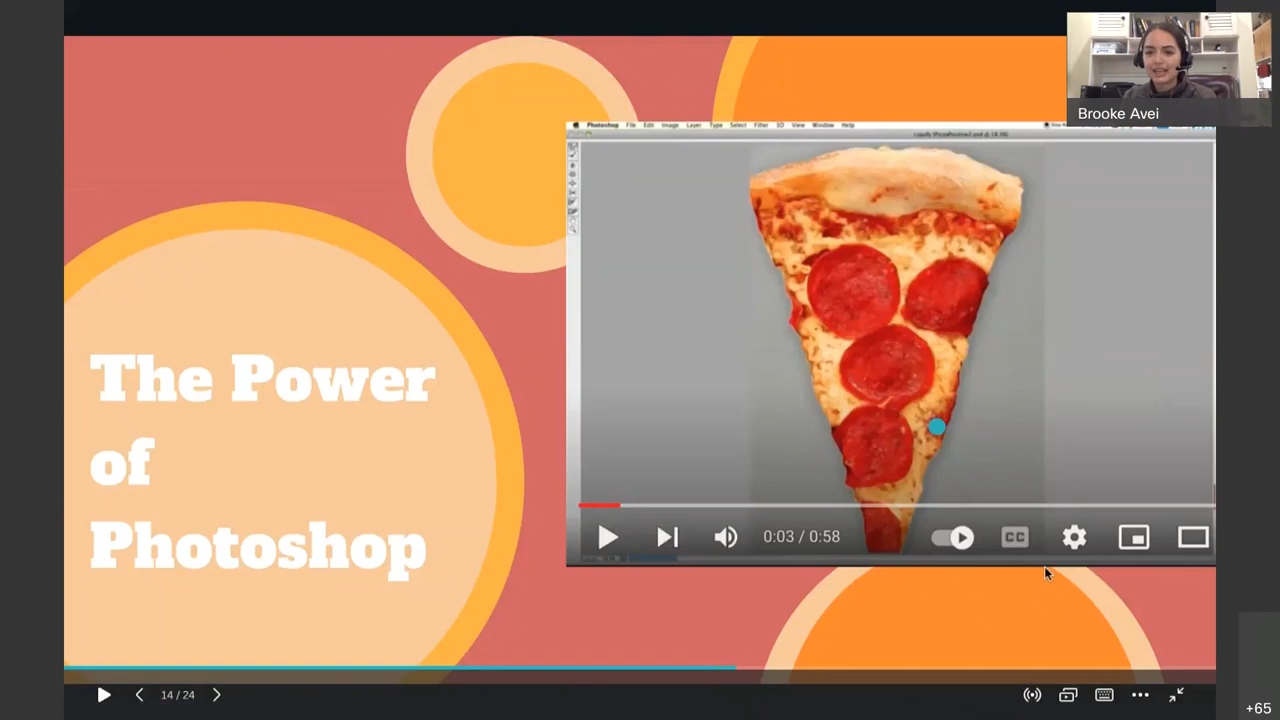 Brooke Avei
Photoshop File Edit Image Layer Type Select Filter 3D View Window Help
The Power
of
Photoshop
0:03 / 0:58
CC
14 / 24
+65